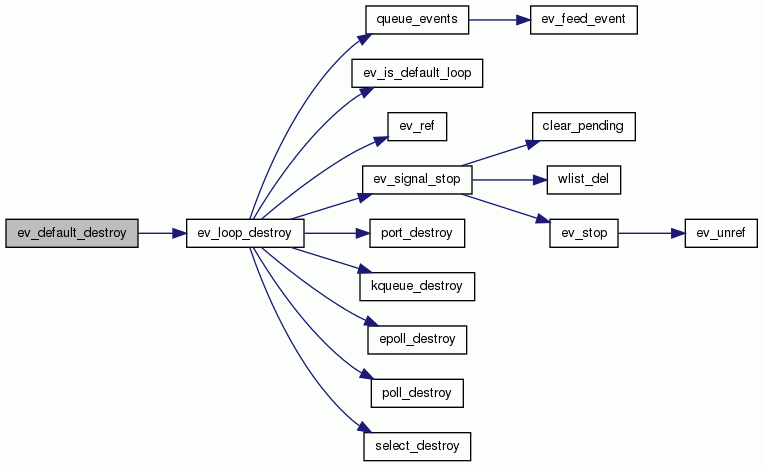 queue_events
ev_feed_event
ev_is_default_loop
ev_ref
clear_pending
ev_signal_stop
wlist_del
ev_default_destroy
ev_loop_destroy
port_destroy
ev_stop
ev_unref
kqueue_destroy
epoll_destroy
poll_destroy
select_destroy